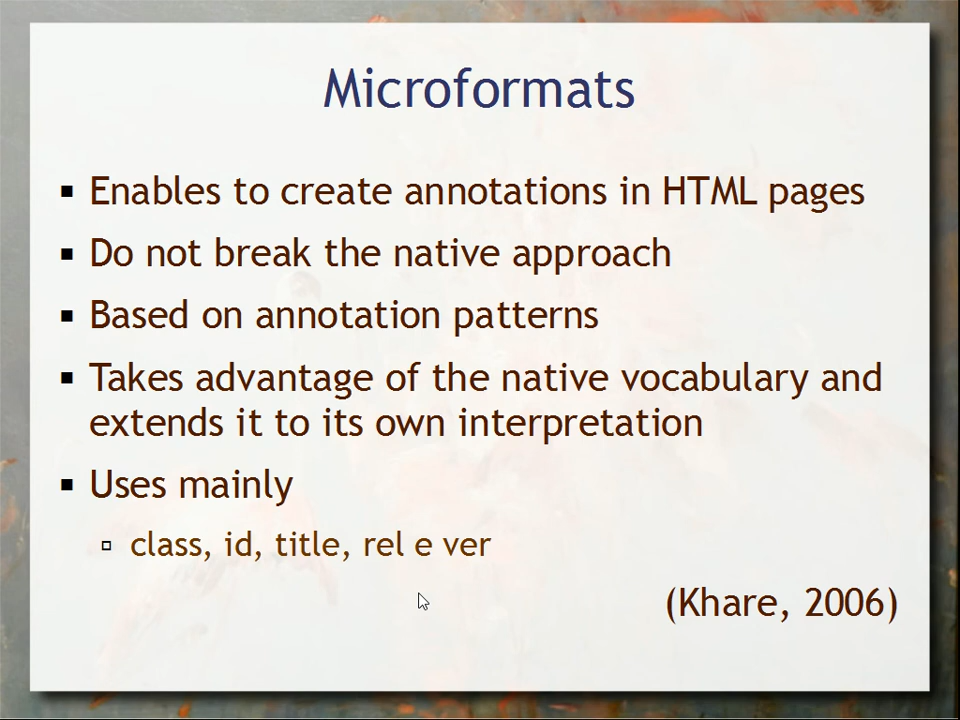 Microformats
Enables to create annotations in HTML pages
Do not break the native approach
Based on annotation patterns
Takes advantage of the native vocabulary and
extends it to its own interpretation
Uses mainly
class, id, title, rel e ver
(Khare, 2006)